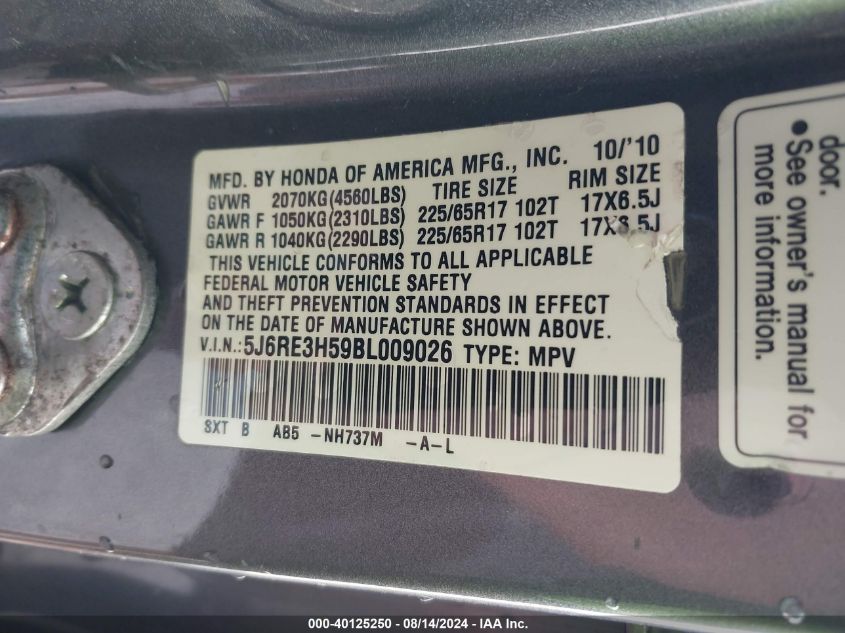 MFD. BY HONDA OF AMERICA MFG., INC. 10/'10
GVWR 2070KG(4560LBS) TIRE SIZE RIM SIZE
GAWR F 1050KG(2310LBS) 225/65R17 102T 17X6.5J
GAWR R 1040KG(2290LBS) 225/65R17 102T 17X6.5J
THIS VEHICLE CONFORMS TO ALL APPLICABLE
FEDERAL MOTOR VEHICLE SAFETY
AND THEFT PREVENTION STANDARDS IN EFFECT
ON THE DATE OF MANUFACTURE SHOWN ABOVE.
V.I.N.:5J6RE3H59BL009026 TYPE: MPV
SXT B AB5 -NH737M -A-L
door.
•See owner's manual for
more information.
000-40125250 - 08/14/2024 - IAA Inc.